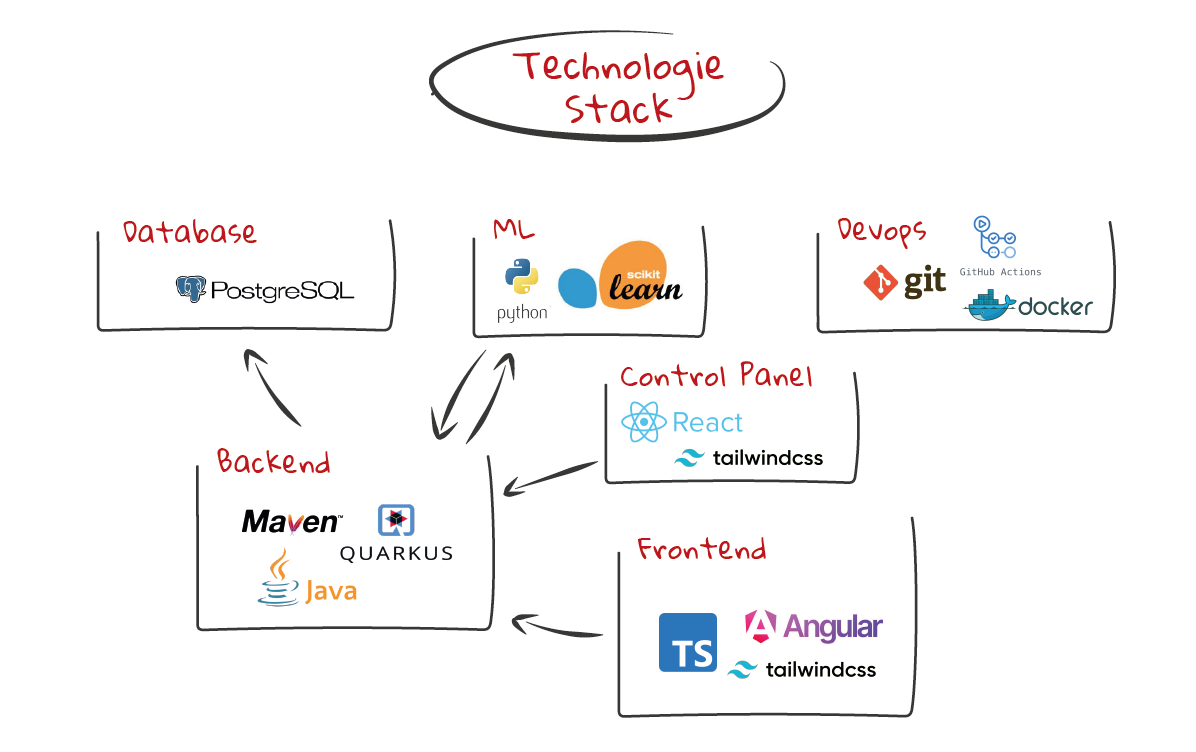 Technologie
Stack
Database
PostgreSQL
ML
python
scikit
learn
Devops
git
GitHub Actions
docker
Control Panel
React
tailwindcss
Backend
Maven™
QUARKUS
Java
Frontend
TS
Angular
tailwindcss